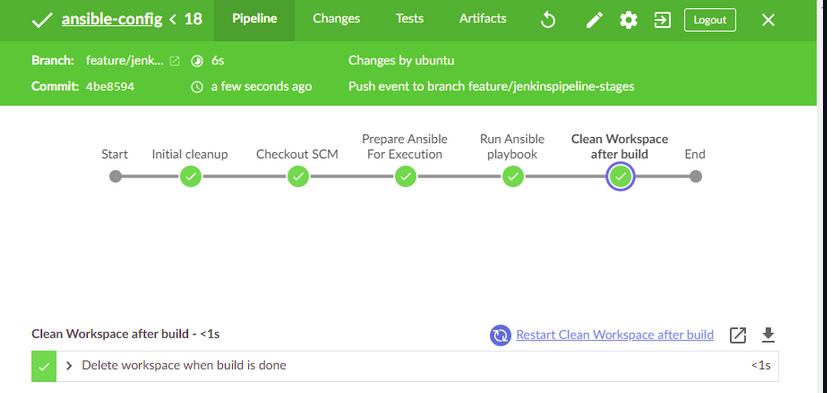 ansible-config < 18 Pipeline Changes Tests Artifacts Logout
Branch: feature/jenk... 6s Changes by ubuntu
Commit: 4be8594 a few seconds ago Push event to branch feature/jenkinspipeline-stages
Prepare Ansible Run Ansible Clean Workspace
Start Initial cleanup Checkout SCM For Execution playbook after build End
Clean Workspace after build - <1s Restart Clean Workspace after build
Delete workspace when build is done <1s